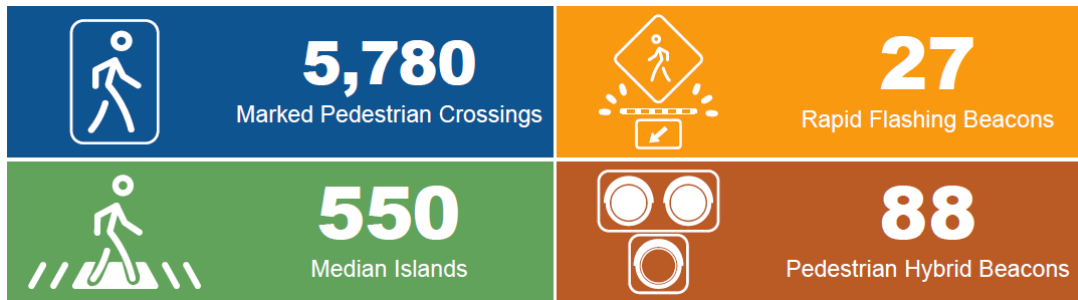 5,780
Marked Pedestrian Crossings
27
Rapid Flashing Beacons
550
Median Islands
88
Pedestrian Hybrid Beacons